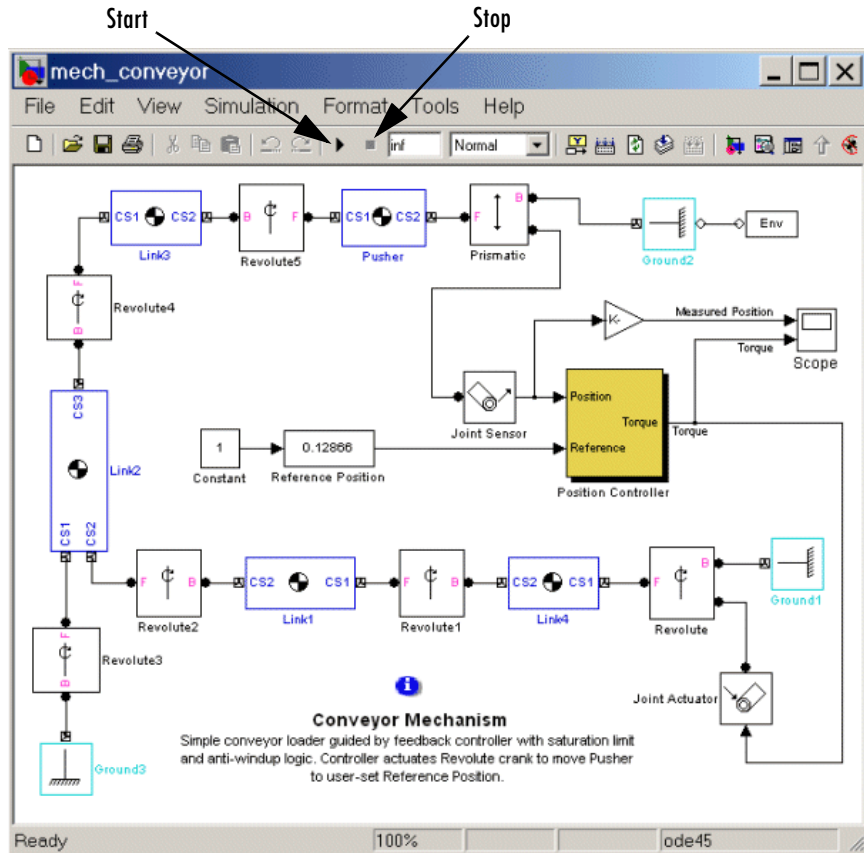 Start
Stop
mech_conveyor
File Edit View Simulation Format Tools Help
inf
Normal
CS1 CS2
Link3
B F
Revolute5
CS1 CS2
Pusher
F B
Prismatic
Ground2
Env
F
B
Revolute4
K-
Measured Position
Torque
Scope
Joint Sensor
Position
Torque
Reference
Position Controller
Torque
1
Constant
0.12866
Reference Position
CS3
Link2
CS1 CS2
F B
Revolute2
CS2 CS1
Link1
F B
Revolute1
CS2 CS1
Link4
F B
Revolute
Ground1
F
B
Revolute3
Ground3
Joint Actuator
i
Conveyor Mechanism
Simple conveyor loader guided by feedback controller with saturation limit
and anti-windup logic. Controller actuates Revolute crank to move Pusher
to user-set Reference Position.
Ready 100% ode45